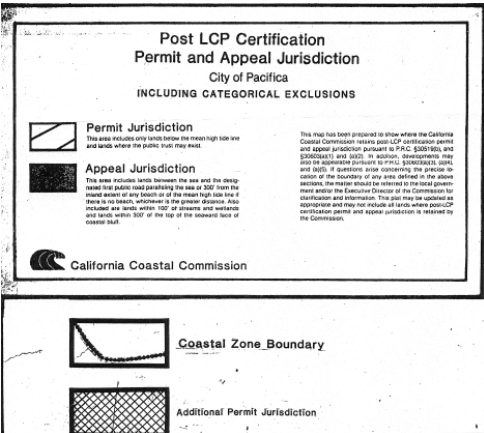 Post LCP Certification
Permit and Appeal Jurisdiction
City of Pacifica
INCLUDING CATEGORICAL EXCLUSIONS
Permit Jurisdiction
This area includes only lands below the mean high tide line
and lands where the public trust may exist.
Appeal Jurisdiction
This area includes lands between the sea and the desig-
nated first public road paralleling the sea or 300' from the
inland extent of any beach or of the mean high tide line if
there is no beach, whichever is the greater distance. Also
included are lands within 100' of streams and wetlands
and lands within 300' of the top of the seaward face of
coastal bluff.
This map has been prepared to show where the California
Coastal Commission retains post-LCP certification permit
and appeal jurisdiction pursuant to P.R.C. §30519(b), and
§30603(a)(1) and (a)(2). In addition, developments may
also be appealable pursuant to P.R.C. §30603(a)(3), (a)(4),
and (a)(5). If questions arise concerning the precise lo-
cation of the boundary of any area defined in the above
sections, the matter should be referred to the local govern-
ment and/or the Executive Director of the Commission for
clarification and information. This plat may be updated as
appropriate and may not include all lands where post-LCP
certification permit and appeal jurisdiction is retained by
the Commission.
California Coastal Commission
Coastal Zone Boundary
Additional Permit Jurisdiction